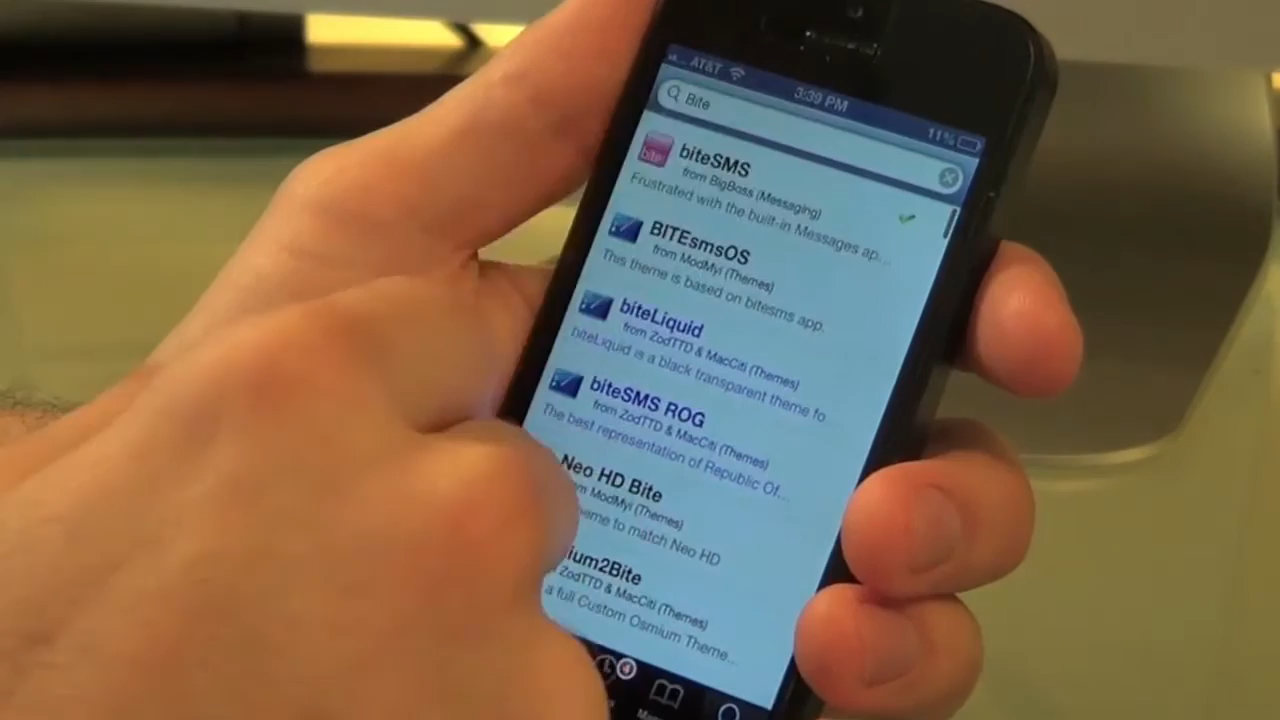 AT&T 3:39 PM 11%
Bite
bite
biteSMS
from BigBoss (Messaging)
Frustrated with the built-in Messages ap...
BITEsmsOS
from ModMyi (Themes)
This theme is based on bitesms app.
biteLiquid
from ZodTTD & MacCiti (Themes)
biteLiquid is a black transparent theme fo
biteSMS ROG
from ZodTTD & MacCiti (Themes)
The best representation of Republic Of...
Neo HD Bite
ModMyi (Themes)
to match Neo HD
ium2Bite
ZodTTD & MacCiti (Themes)
a full Custom Osmium Theme...